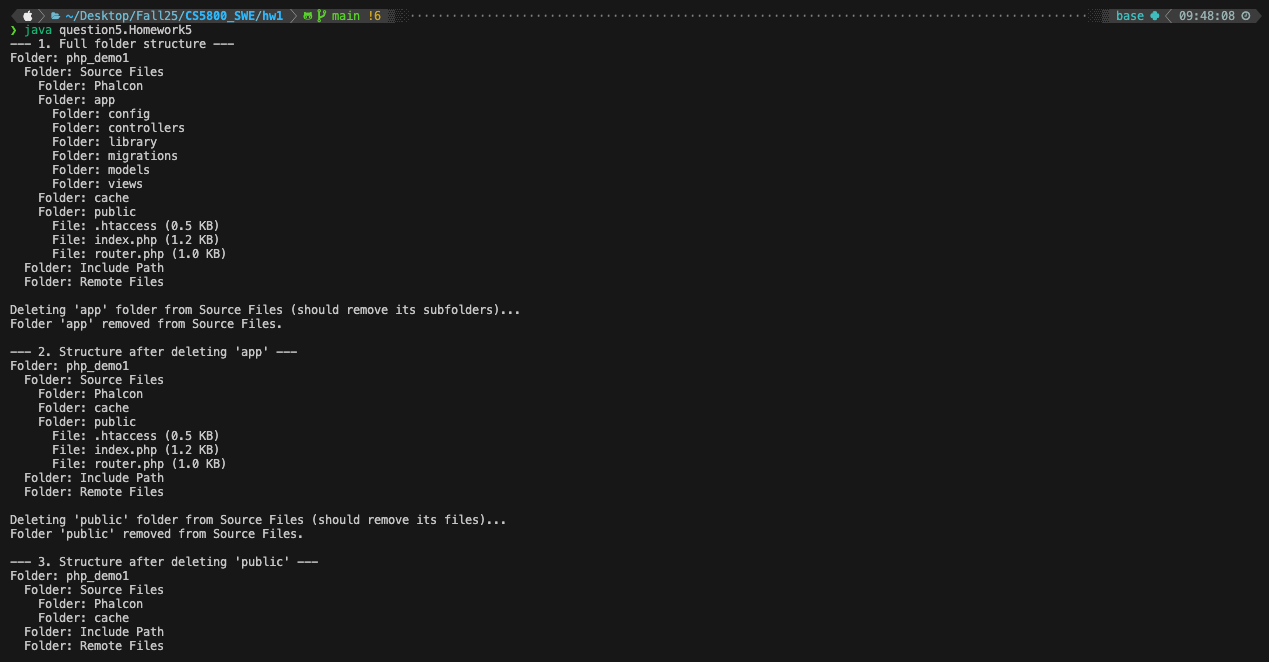 ~/Desktop/Fall25/CS5800_SWE/hw1 main !6 base 09:48:08
❯ java question5.Homework5
--- 1. Full folder structure ---
Folder: php_demo1
  Folder: Source Files
    Folder: Phalcon
    Folder: app
      Folder: config
      Folder: controllers
      Folder: library
      Folder: migrations
      Folder: models
      Folder: views
    Folder: cache
    Folder: public
      File: .htaccess (0.5 KB)
      File: index.php (1.2 KB)
      File: router.php (1.0 KB)
  Folder: Include Path
  Folder: Remote Files

Deleting 'app' folder from Source Files (should remove its subfolders)...
Folder 'app' removed from Source Files.

--- 2. Structure after deleting 'app' ---
Folder: php_demo1
  Folder: Source Files
    Folder: Phalcon
    Folder: cache
    Folder: public
      File: .htaccess (0.5 KB)
      File: index.php (1.2 KB)
      File: router.php (1.0 KB)
  Folder: Include Path
  Folder: Remote Files

Deleting 'public' folder from Source Files (should remove its files)...
Folder 'public' removed from Source Files.

--- 3. Structure after deleting 'public' ---
Folder: php_demo1
  Folder: Source Files
    Folder: Phalcon
    Folder: cache
  Folder: Include Path
  Folder: Remote Files